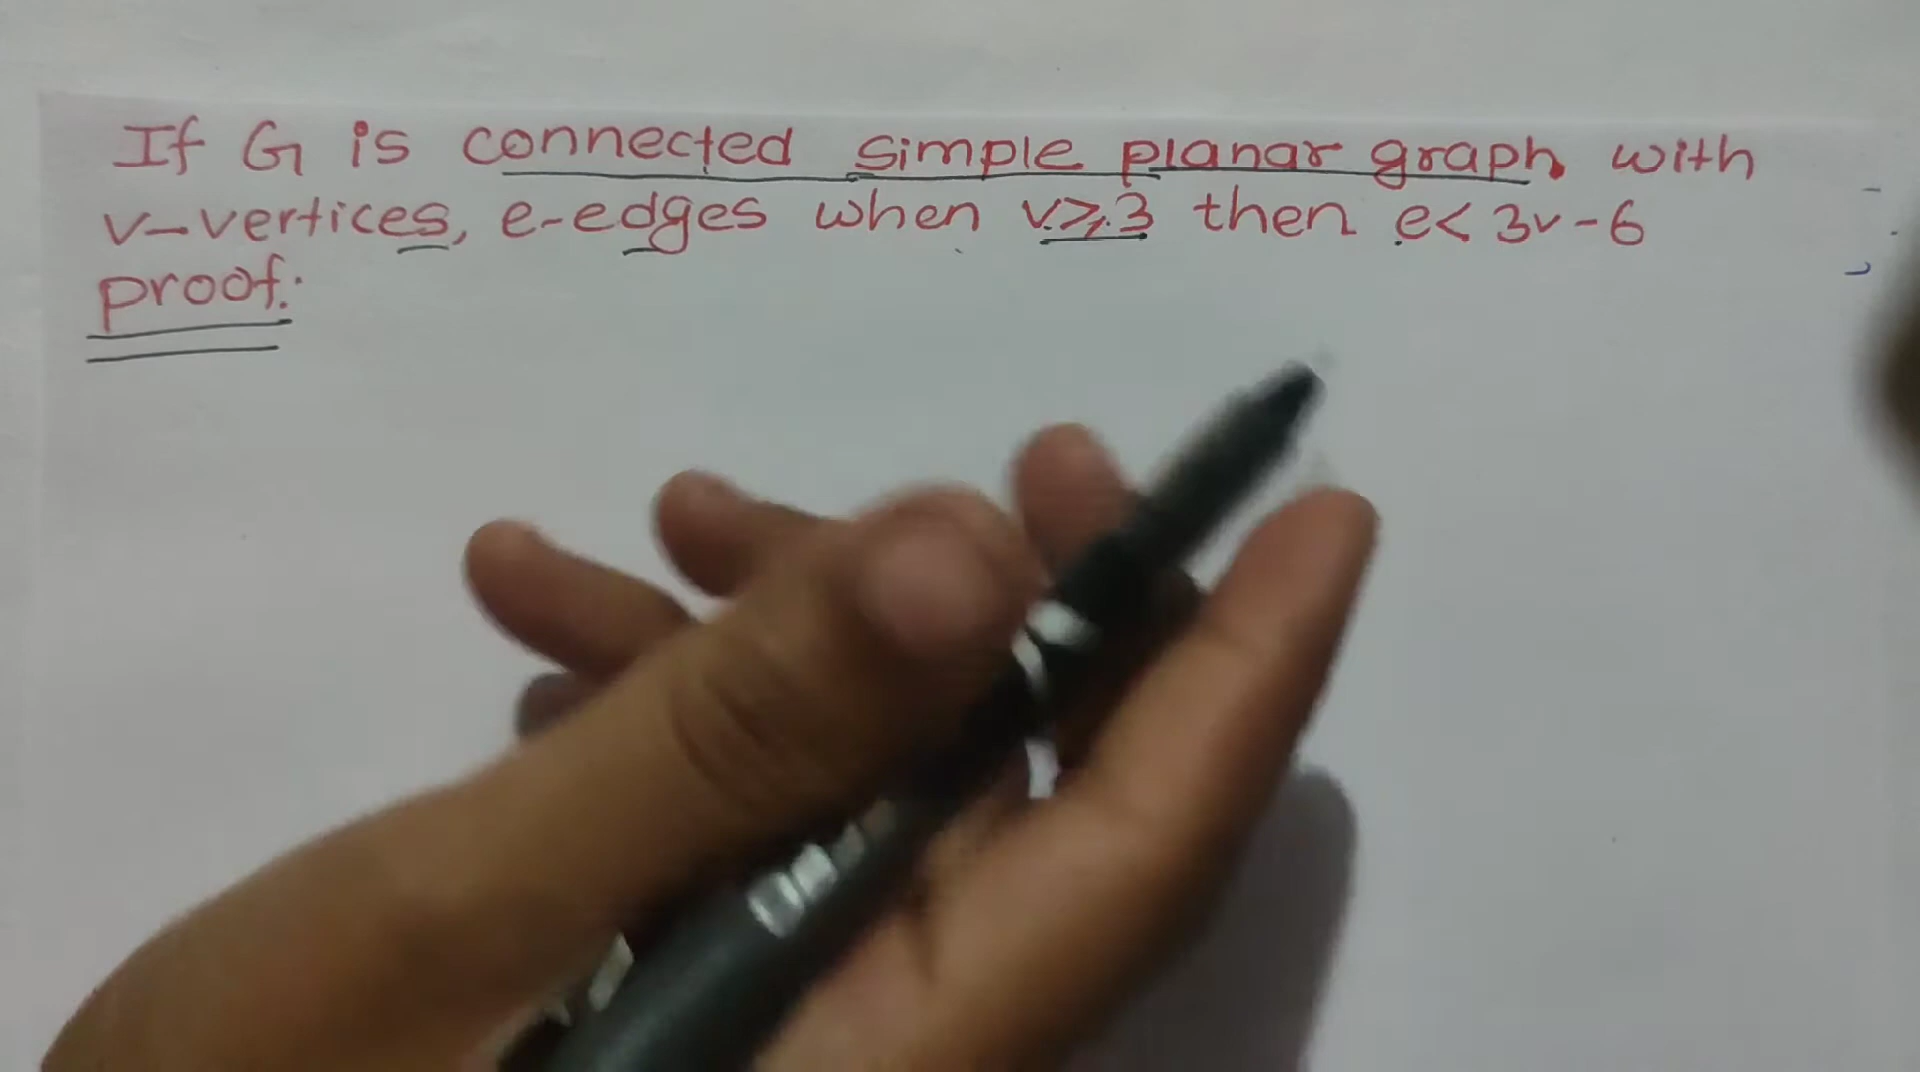 If G is connected simple planar graph with
v-vertices, e-edges when v≥3 then e< 3v-6
proof: